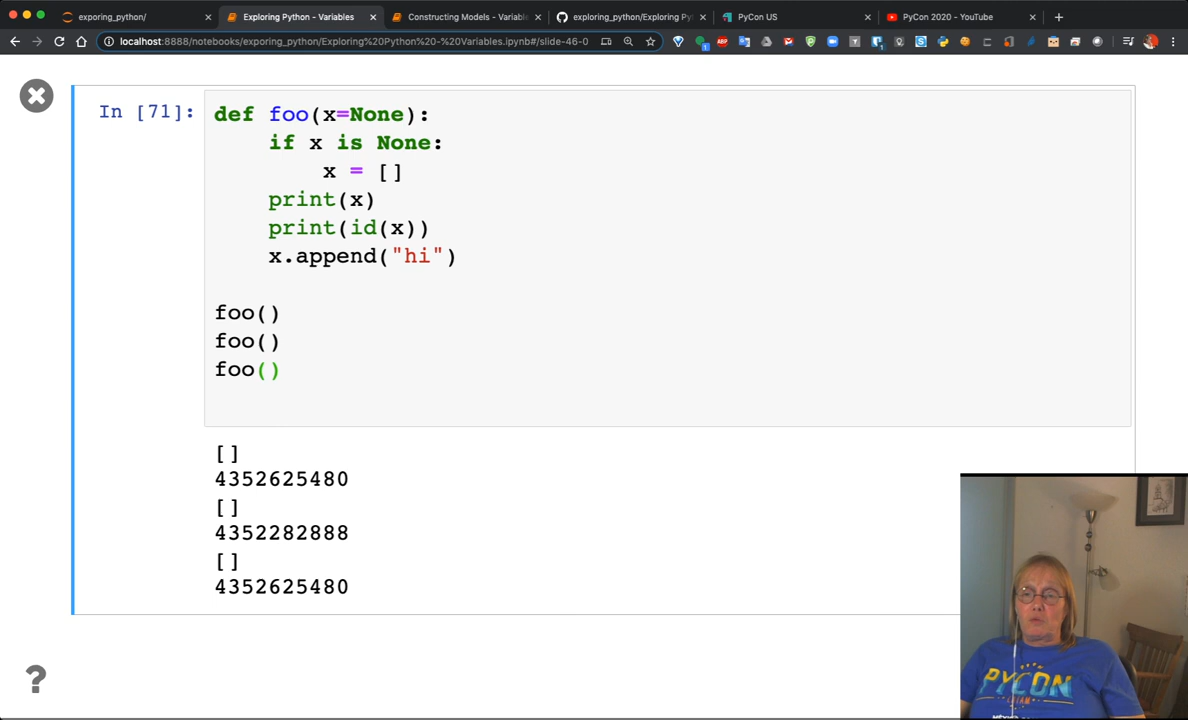 exploring_python/
Exploring Python - Variables
Constructing Models - Variabl
exploring_python/Exploring Py
PyCon US
PyCon 2020 - YouTube
localhost:8888/notebooks/exporing_python/Exploring%20Python%20-%20Variables.ipynb#/slide-46-0
In [71]:
def foo(x=None):
if x is None:
x = []
print(x)
print(id(x))
x.append("hi")
foo()
foo()
foo()
[]
4352625480
[]
4352282888
[]
4352625480
?
PYCON